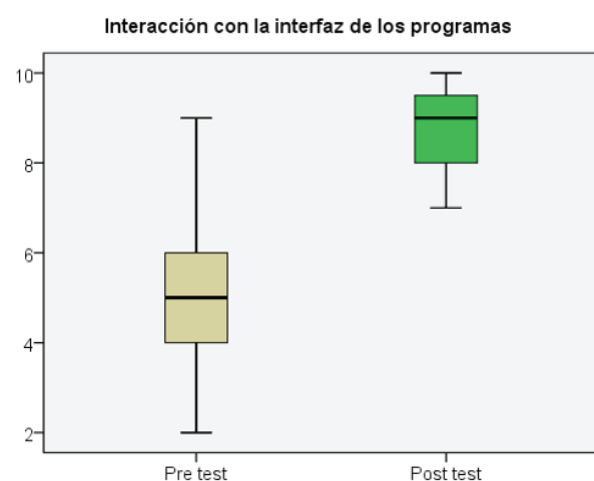 Interacción con la interfaz de los programas
10
8
6
4
2
Pre test
Post test